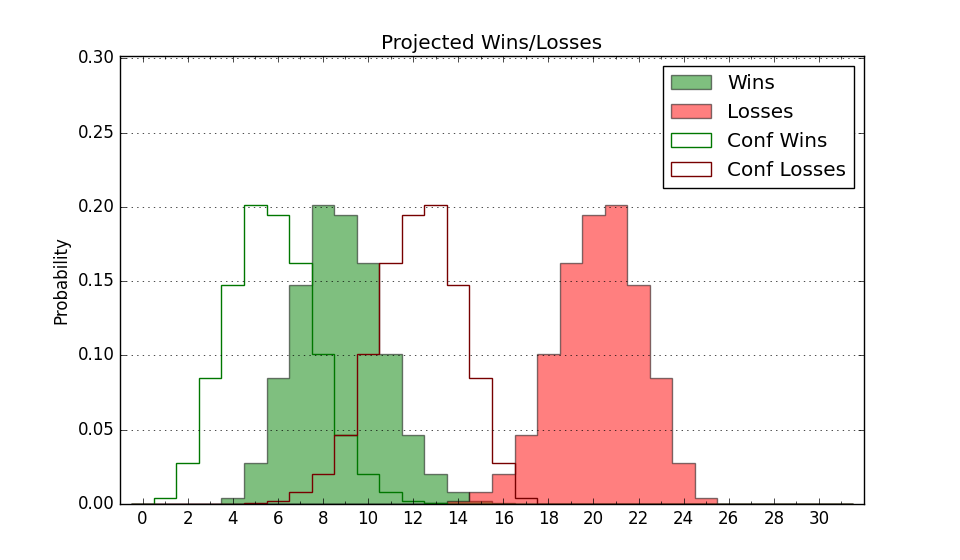 Projected Wins/Losses
0.30
0.25
0.20
0.15
0.10
0.05
0.00
Probability
Wins
Losses
Conf Wins
Conf Losses
0 2 4 6 8 10 12 14 16 18 20 22 24 26 28 30